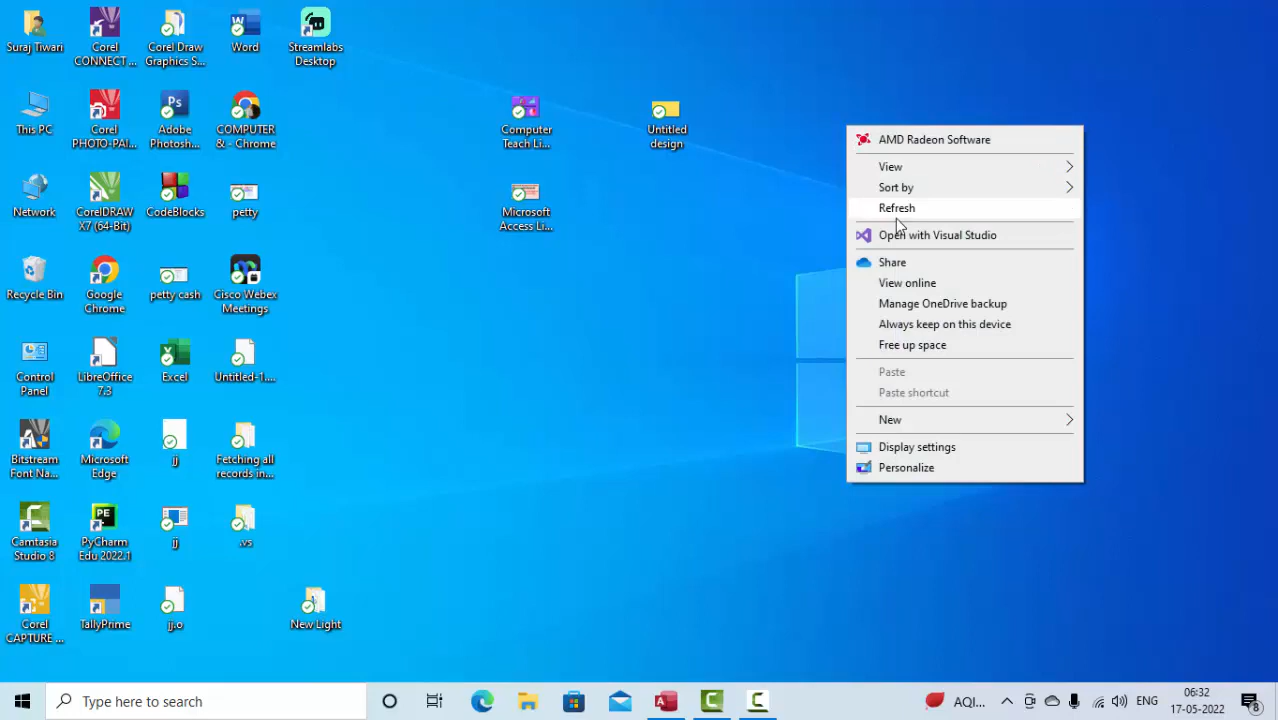 Suraj Tiwari
Corel
CONNECT ...
Corel Draw
Graphics S...
Word
Streamlabs
Desktop
This PC
Corel
PHOTO-PAI...
Adobe
Photosh...
COMPUTER
& - Chrome
Computer
Teach Li...
Untitled
design
Network
CorelDRAW
X7 (64-Bit)
CodeBlocks
petty
Microsoft
Access Li...
Recycle Bin
Google
Chrome
petty cash
Cisco Webex
Meetings
Control
Panel
LibreOffice
7.3
Excel
Untitled-1....
Bitstream
Font Na...
Microsoft
Edge
jj
Fetching all
records in...
Camtasia
Studio 8
PyCharm
Edu 2022.1
jj
.vs
Corel
CAPTURE ...
TallyPrime
jj.o
New Light
AMD Radeon Software
View
Sort by
Refresh
Open with Visual Studio
Share
View online
Manage OneDrive backup
Always keep on this device
Free up space
Paste
Paste shortcut
New
Display settings
Personalize
Type here to search
AQI...
ENG
06:32
17-05-2022
8